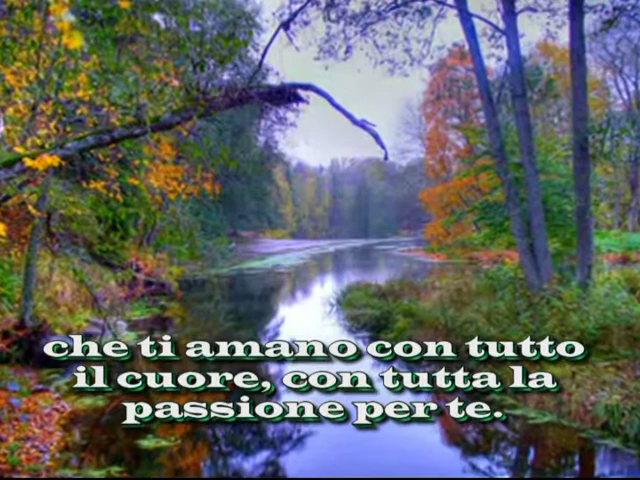 che ti amano con tutto
il cuore, con tutta la
passione per te.